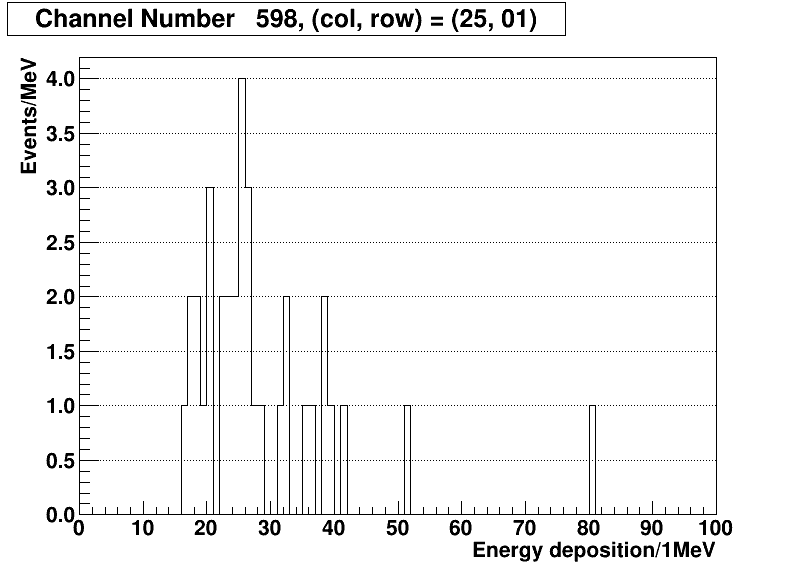 Channel Number 598, (col, row) = (25, 01)
Events/MeV
4.0
3.5
3.0
2.5
2.0
1.5
1.0
0.5
0.0
0 10 20 30 40 50 60 70 80 90 100
Energy deposition/1MeV